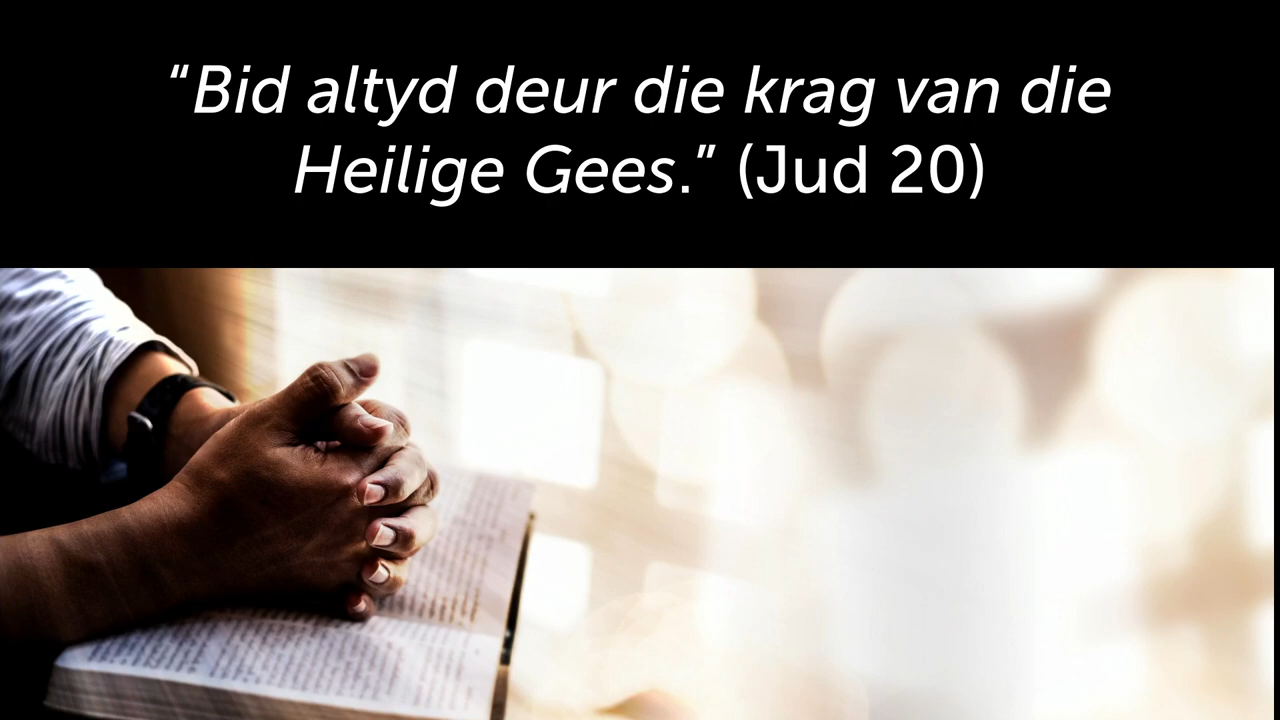 “Bid altyd deur die krag van die
Heilige Gees.” (Jud 20)